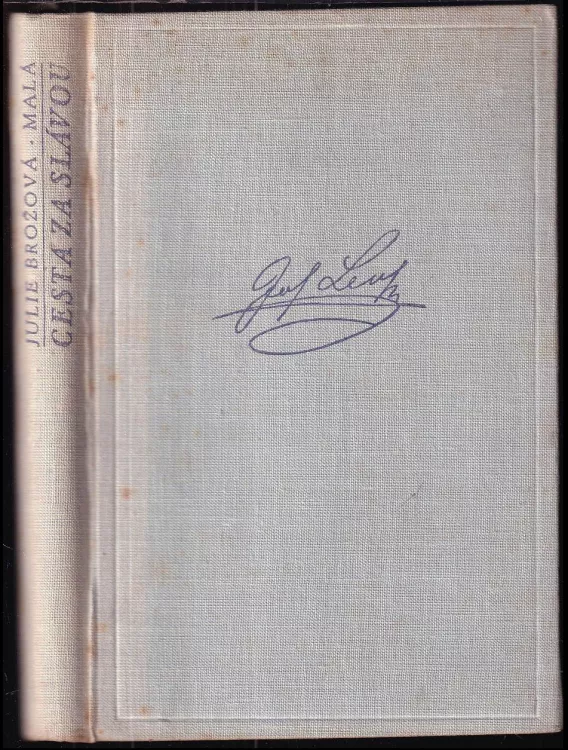 JULIE BROŽOVÁ · MALÁ
CESTA ZA SLÁVOU